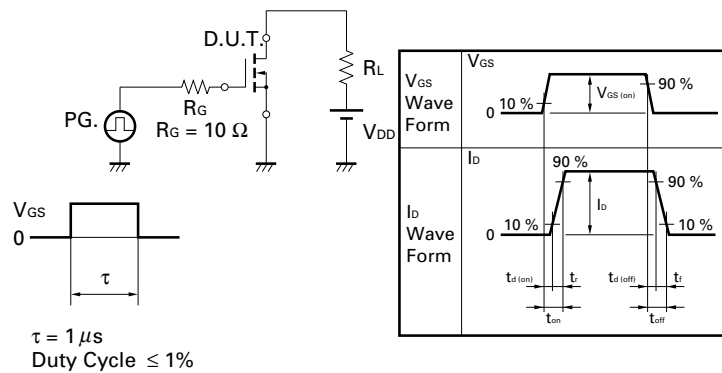 D.U.T.
RL
RG
RG = 10 Ω
PG.
VDD
VGS
0
τ
τ = 1 μs
Duty Cycle ≤ 1%
VGS
Wave
Form
VGS
10 %
0
VGS (on)
90 %
ID
Wave
Form
ID
90 %
90 %
10 %
0
ID
10 %
td (on)
tr
td (off)
tf
ton
toff